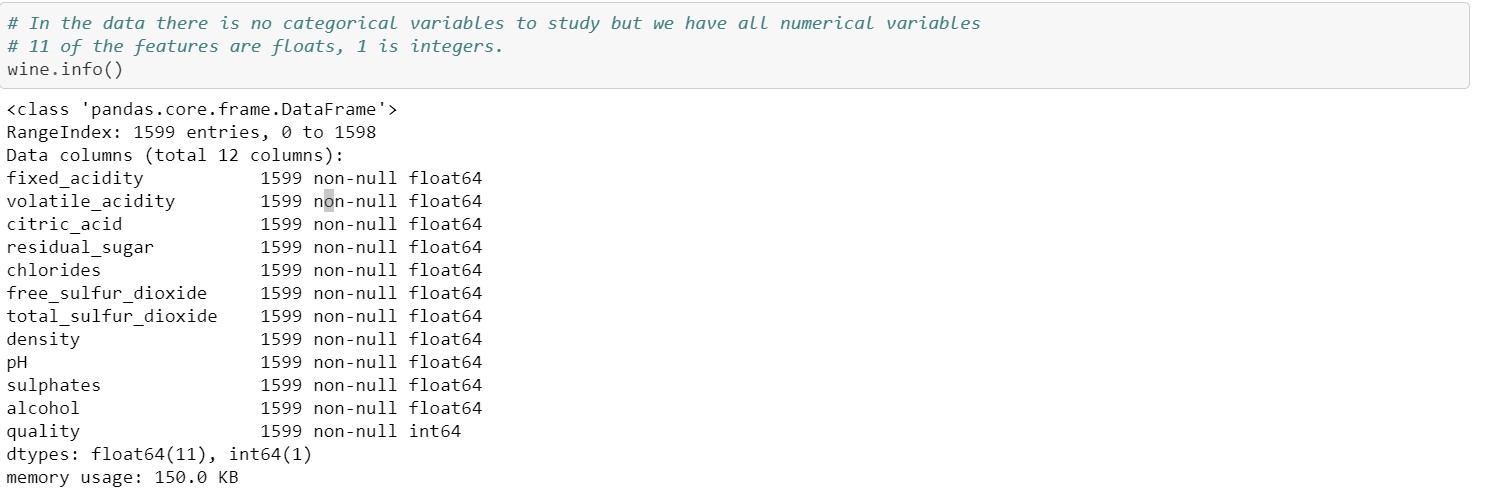 # In the data there is no categorical variables to study but we have all numerical variables
# 11 of the features are floats, 1 is integers.
wine.info()
<class 'pandas.core.frame.DataFrame'>
RangeIndex: 1599 entries, 0 to 1598
Data columns (total 12 columns):
fixed_acidity           1599 non-null float64
volatile_acidity        1599 non-null float64
citric_acid             1599 non-null float64
residual_sugar          1599 non-null float64
chlorides               1599 non-null float64
free_sulfur_dioxide     1599 non-null float64
total_sulfur_dioxide    1599 non-null float64
density                 1599 non-null float64
pH                      1599 non-null float64
sulphates               1599 non-null float64
alcohol                 1599 non-null float64
quality                 1599 non-null int64
dtypes: float64(11), int64(1)
memory usage: 150.0 KB